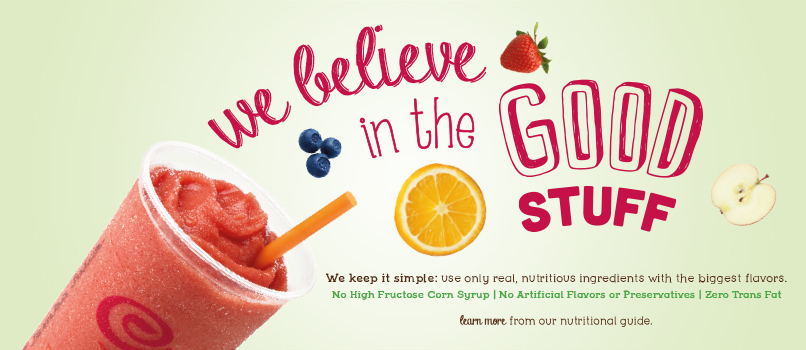 we believe
in the GOOD
STUFF
We keep it simple: use only real, nutritious ingredients with the biggest flavors.
No High Fructose Corn Syrup | No Artificial Flavors or Preservatives | Zero Trans Fat
learn more from our nutritional guide.